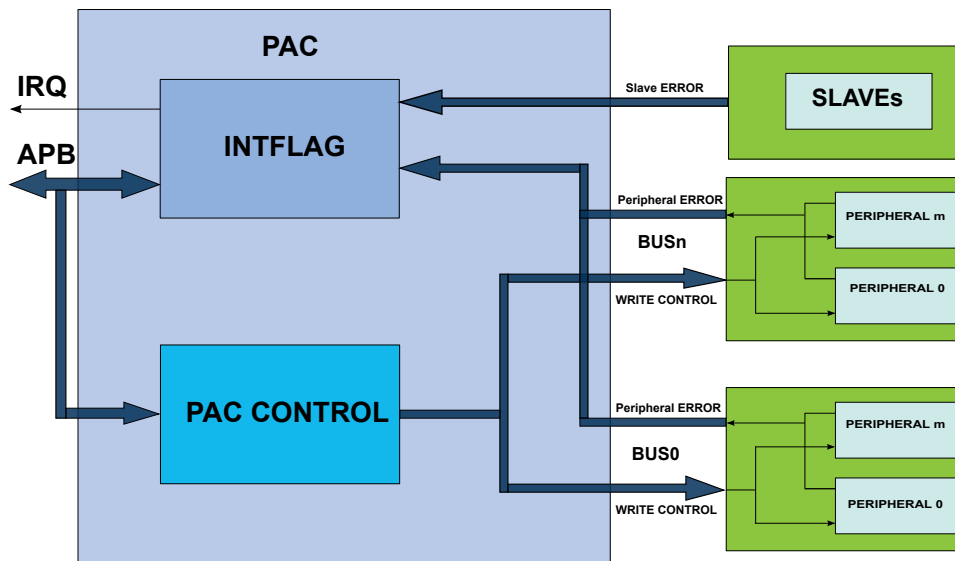 PAC
IRQ
APB
INTFLAG
Slave ERROR
SLAVEs
Peripheral ERROR
BUSn
WRITE CONTROL
PERIPHERAL m
PERIPHERAL 0
PAC CONTROL
Peripheral ERROR
BUS0
WRITE CONTROL
PERIPHERAL m
PERIPHERAL 0